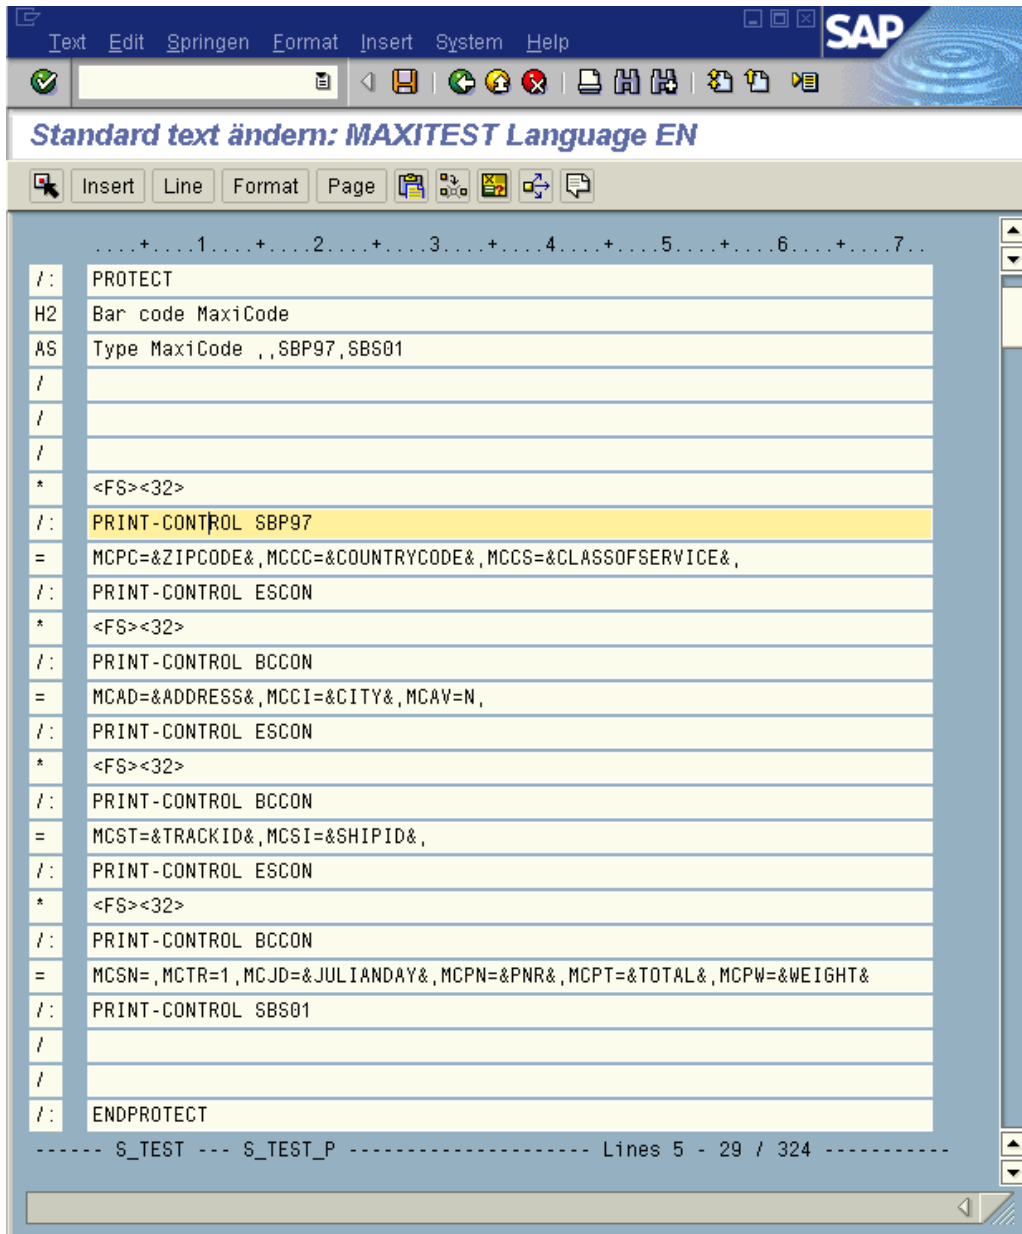 Text Edit Springen Format Insert System Help
SAP
Standard text ändern: MAXITEST Language EN
Insert Line Format Page
....+....1....+....2....+....3....+....4....+....5....+....6....+....7..
/: PROTECT
H2 Bar code MaxiCode
AS Type MaxiCode ,,SBP97,SBS01
/
/
/
* <FS><32>
/: PRINT-CONTROL SBP97
= MCPC=&ZIPCODE&,MCCC=&COUNTRYCODE&,MCCS=&CLASSOFSERVICE&,
/: PRINT-CONTROL ESCON
* <FS><32>
/: PRINT-CONTROL BCCON
= MCAD=&ADDRESS&,MCCI=&CITY&,MCAV=N,
/: PRINT-CONTROL ESCON
* <FS><32>
/: PRINT-CONTROL BCCON
= MCST=&TRACKID&,MCSI=&SHIPID&,
/: PRINT-CONTROL ESCON
* <FS><32>
/: PRINT-CONTROL BCCON
= MCSN=,MCTR=1,MCJD=&JULIANDAY&,MCPN=&PNR&,MCPT=&TOTAL&,MCPW=&WEIGHT&
/: PRINT-CONTROL SBS01
/
/
/: ENDPROTECT
------ S_TEST --- S_TEST_P --------------------- Lines 5 - 29 / 324 -----------